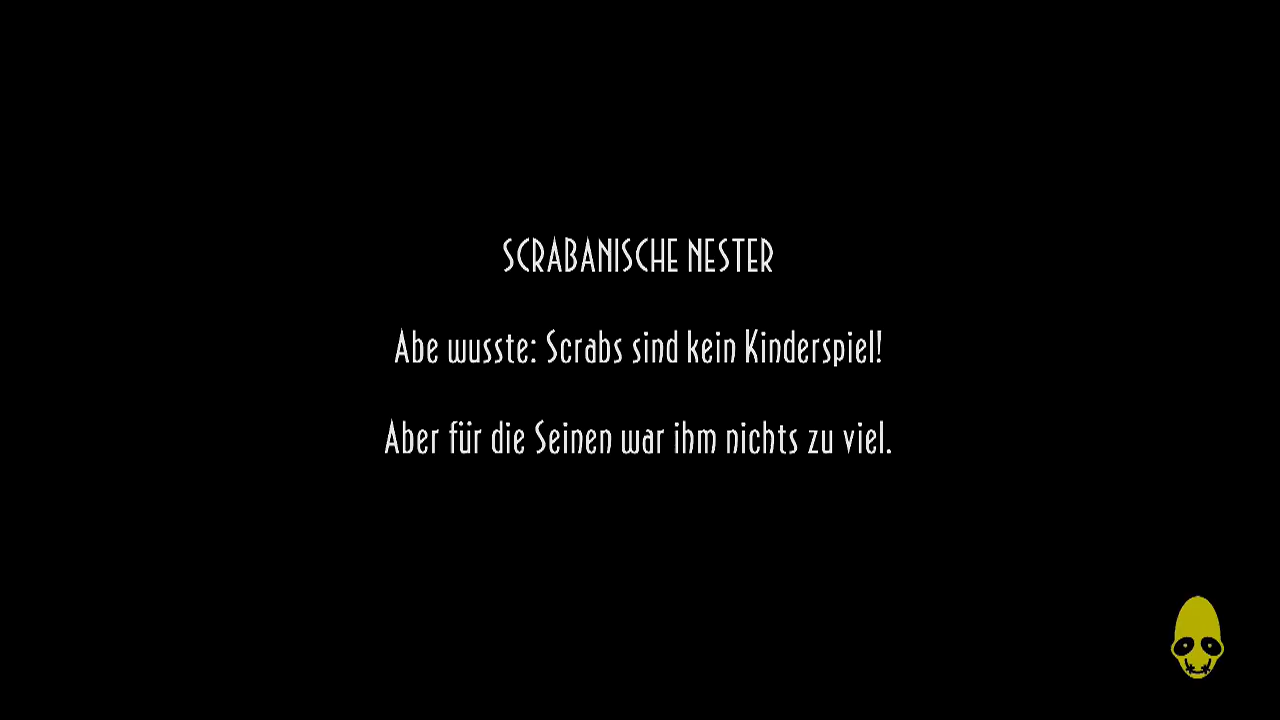 SCRABANISCHE NESTER
Abe wusste: Scrabs sind kein Kinderspiel!
Aber für die Seinen war ihm nichts zu viel.